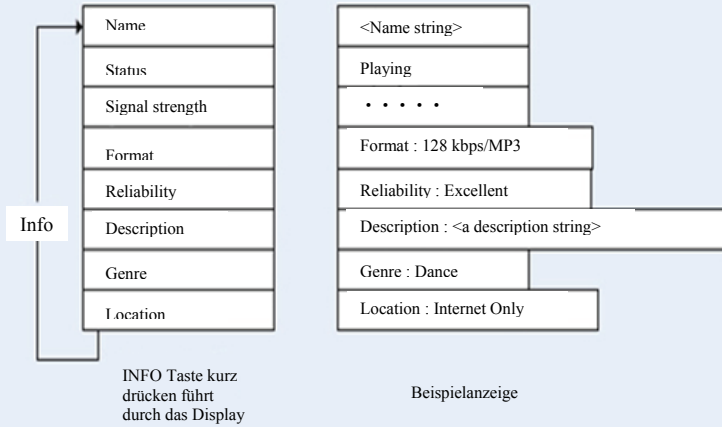 Name
Status
Signal strength
Format
Reliability
Description
Genre
Location
Info
INFO Taste kurz
drücken führt
durch das Display
<Name string>
Playing
• • • • •
Format : 128 kbps/MP3
Reliability : Excellent
Description : <a description string>
Genre : Dance
Location : Internet Only
Beispielanzeige